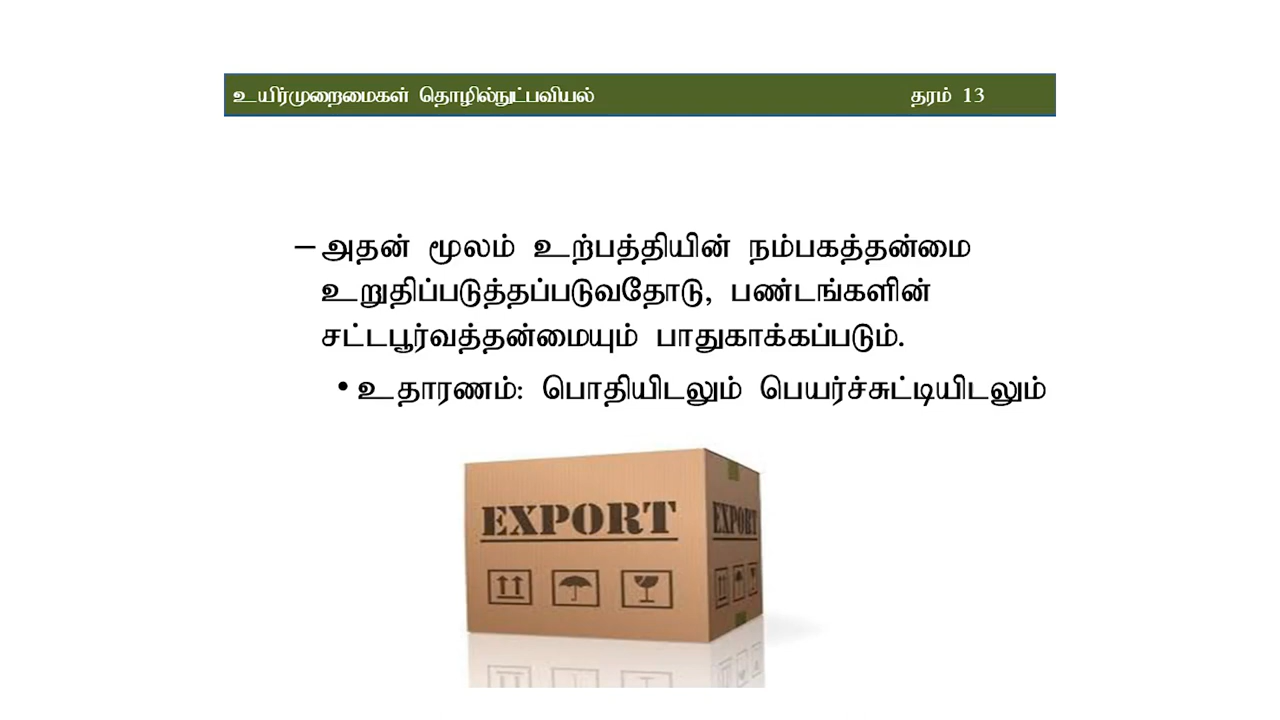 உயிர்முறைமைகள் தொழில்நுட்பவியல் தரம் 13
– அதன் மூலம் உற்பத்தியின் நம்பகத்தன்மை
உறுதிப்படுத்தப்படுவதோடு, பண்டங்களின்
சட்டபூர்வத்தன்மையும் பாதுகாக்கப்படும்.
• உதாரணம்: பொதியிடலும் பெயர்ச்சுட்டியிடலும்
EXPORT EXPORT